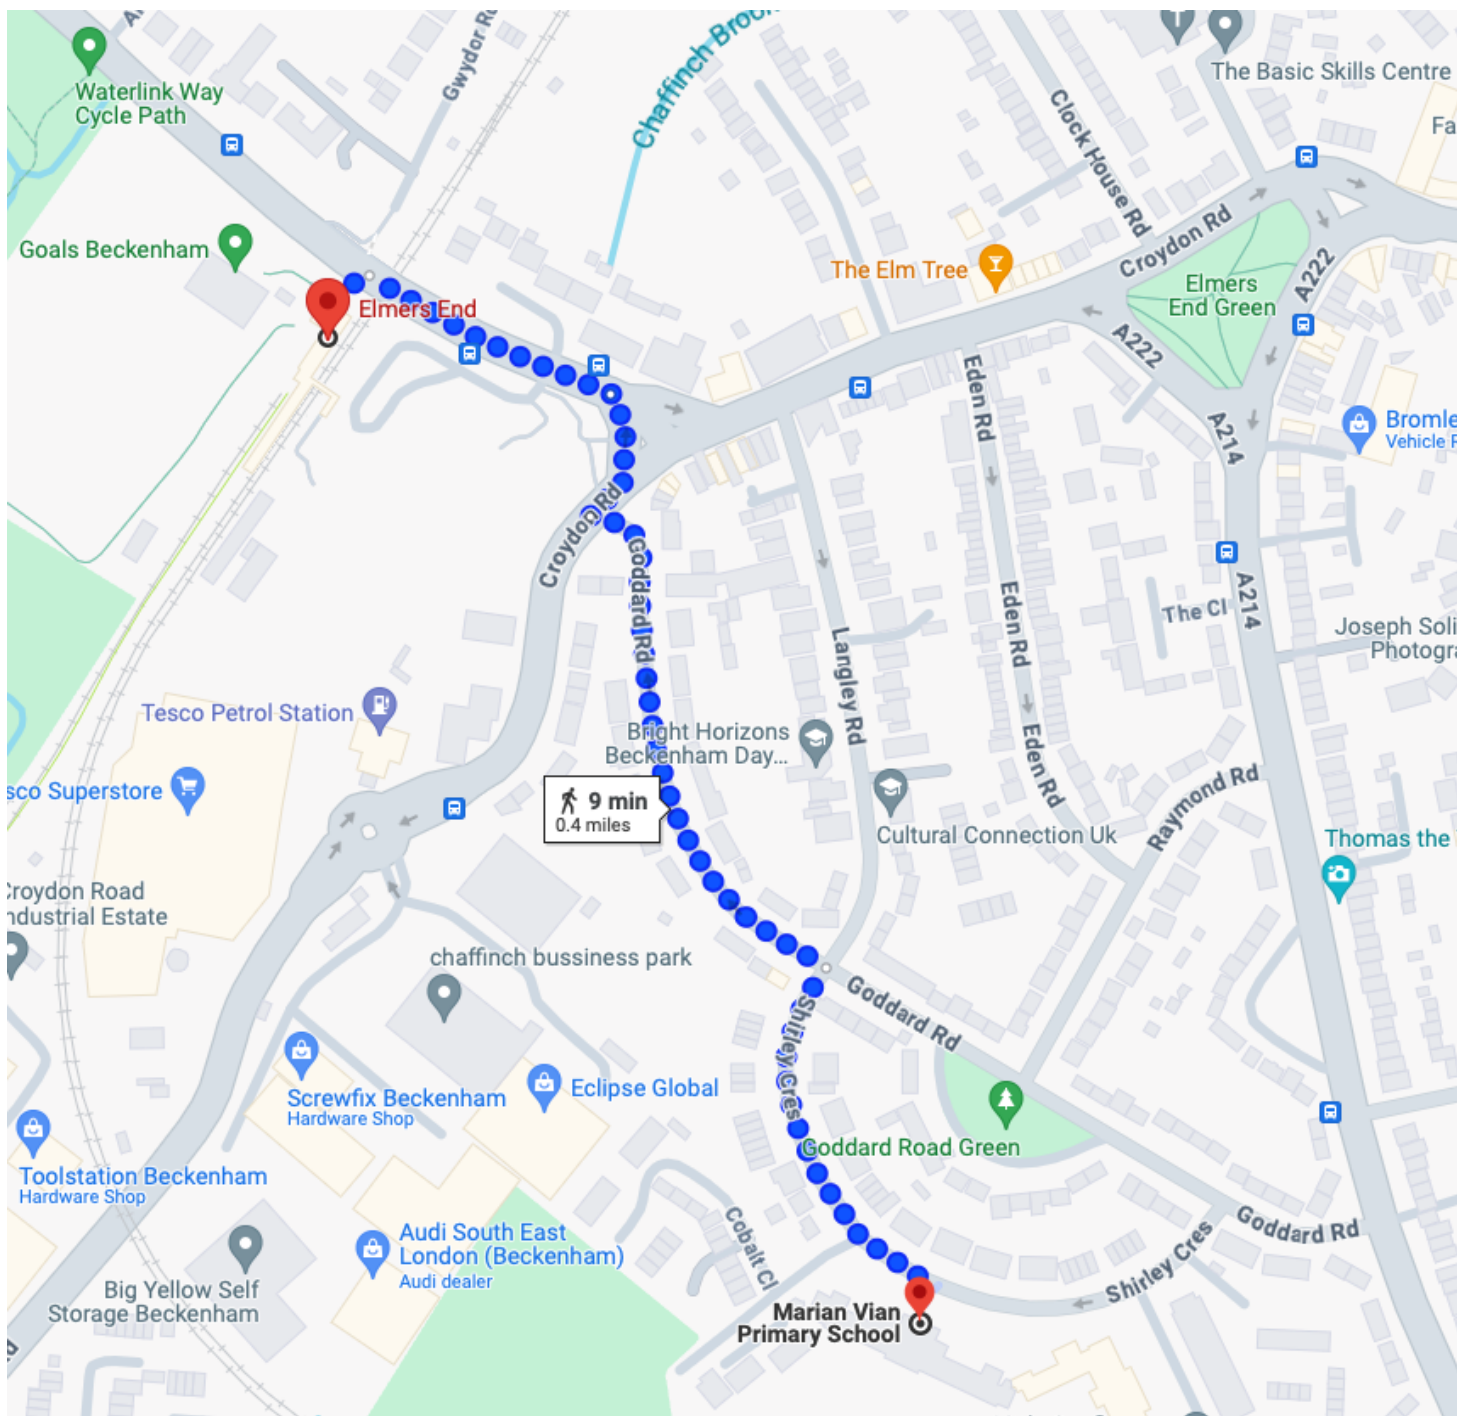 Gwydor Rd
Chaffinch Brook
Waterlink Way
Cycle Path
The Basic Skills Centre
Fa
Clock House Rd
Goals Beckenham
Elmers End
The Elm Tree
Croydon Rd
A222
Elmers
End Green
A222
Eden Rd
A214
Bromle
Vehicle R
Croydon Rd
Goddard Rd
A214
The Cl
Eden Rd
Langley Rd
Joseph Soli
Photogra
Tesco Petrol Station
Bright Horizons
Beckenham Day...
Eden Rd
sco Superstore
9 min
0.4 miles
Raymond Rd
Cultural Connection Uk
Thomas the
Croydon Road
ndustrial Estate
chaffinch bussiness park
Goddard Rd
Shirley Cres
Screwfix Beckenham
Hardware Shop
Eclipse Global
Goddard Road Green
Toolstation Beckenham
Hardware Shop
Cobalt Cl
Goddard Rd
Shirley Cres
Audi South East
London (Beckenham)
Audi dealer
Big Yellow Self
Storage Beckenham
Marian Vian
Primary School